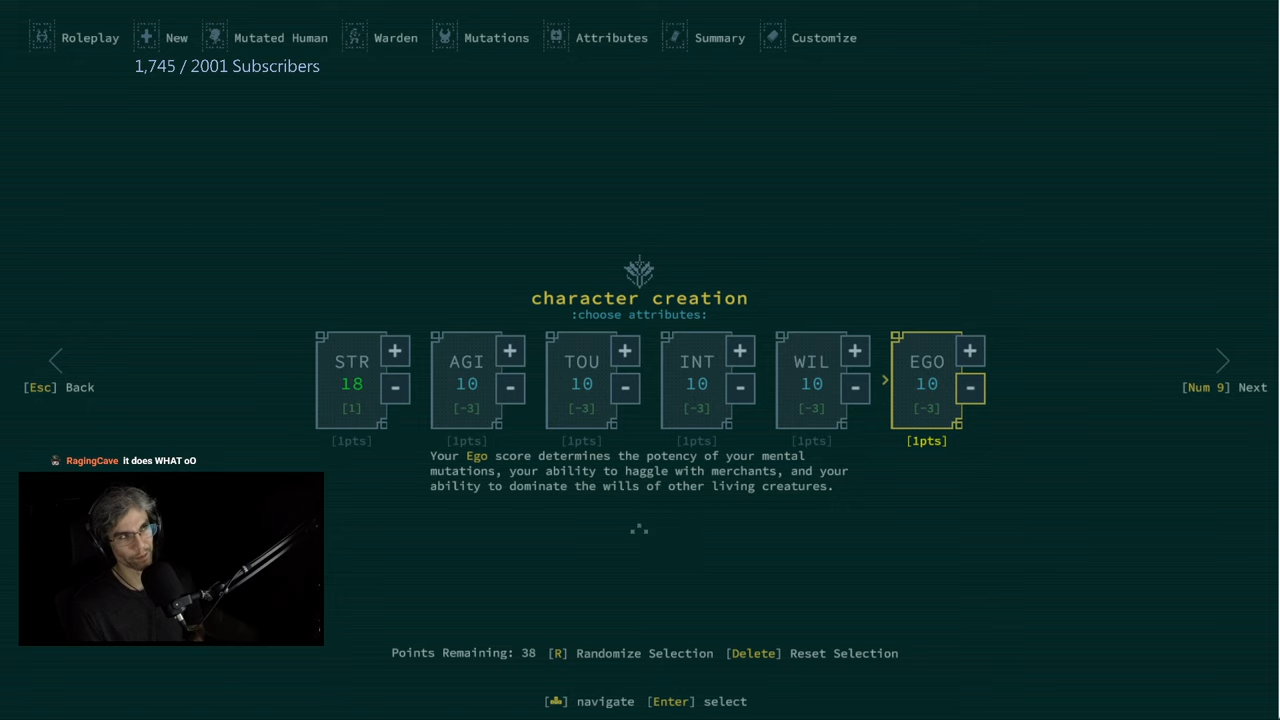 Roleplay New Mutated Human Warden Mutations Attributes Summary Customize
1,745 / 2001 Subscribers
character creation
:choose attributes:
STR AGI TOU INT WIL EGO
18 10 10 10 10 10
[1] [-3] [-3] [-3] [-3] [-3]
[1pts] [1pts] [1pts] [1pts] [1pts] [1pts]
[Esc] Back
[Num 9] Next
Your Ego score determines the potency of your mental
mutations, your ability to haggle with merchants, and your
ability to dominate the wills of other living creatures.
RagingCave it does WHAT oO
Points Remaining: 38 [R] Randomize Selection [Delete] Reset Selection
navigate [Enter] select